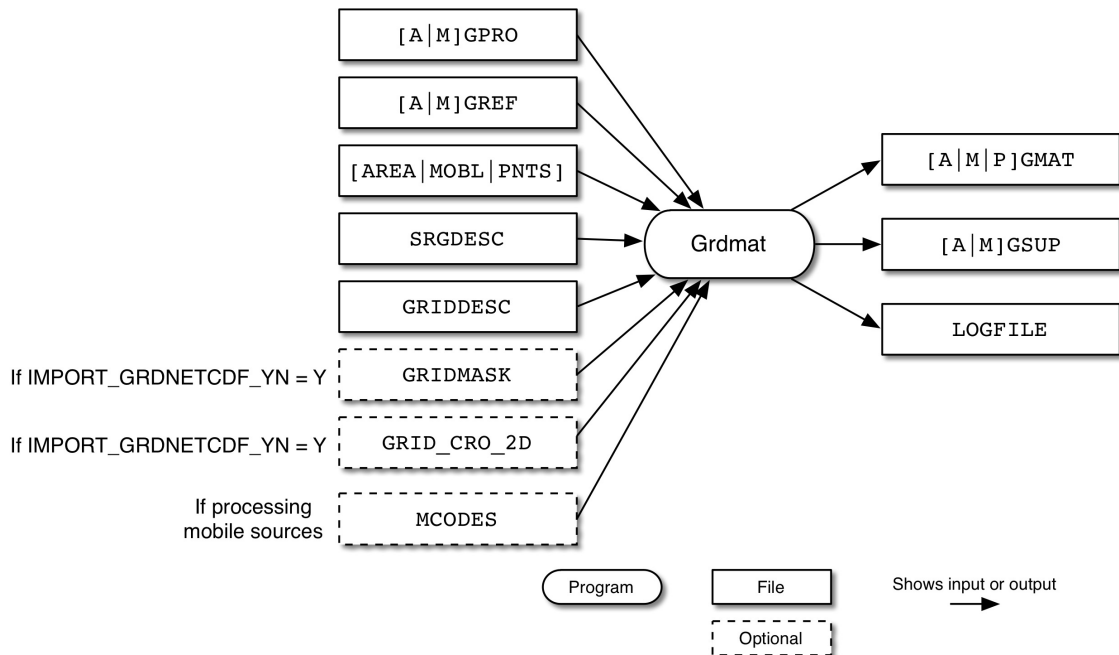 [A|M]GPRO
[A|M]GREF
[AREA|MOBL|PNTS]
SRGDESC
GRIDDESC
If IMPORT_GRDNETCDF_YN = Y
GRIDMASK
If IMPORT_GRDNETCDF_YN = Y
GRID_CRO_2D
If processing
mobile sources
MCODES
Grdmat
[A|M|P]GMAT
[A|M]GSUP
LOGFILE
Program
File
Shows input or output
Optional